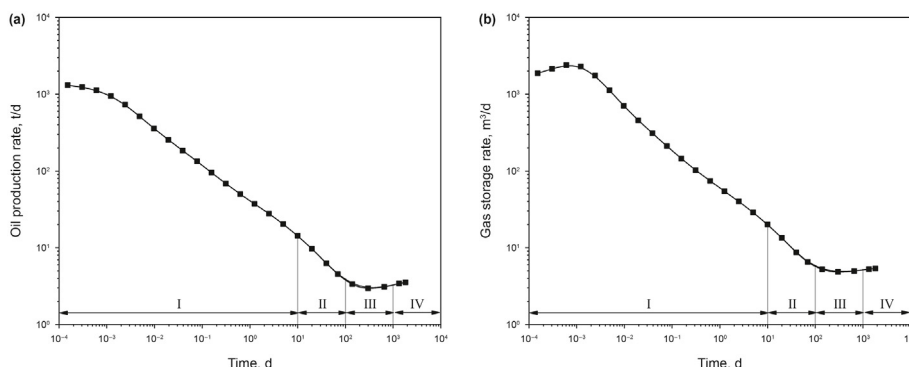 (a)
10⁴
10³
10²
10¹
10⁰
Oil production rate, t/d
I
II
III
IV
10⁻⁴
10⁻³
10⁻²
10⁻¹
10⁰
10¹
10²
10³
10⁴
Time, d
(b)
10⁴
10³
10²
10¹
10⁰
Gas storage rate, m³/d
I
II
III
IV
10⁻⁴
10⁻³
10⁻²
10⁻¹
10⁰
10¹
10²
10³
10⁴
Time, d